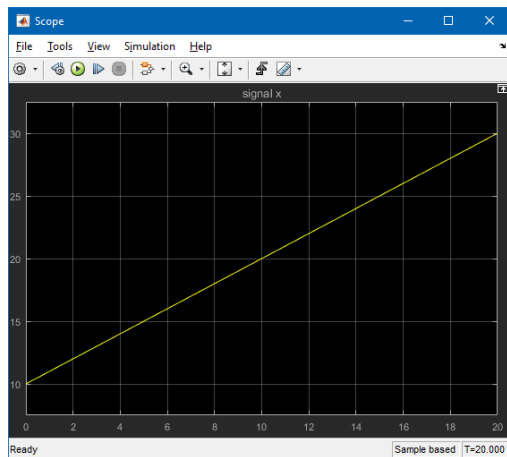 Scope
File Tools View Simulation Help
signal x
30
25
20
15
10
0 2 4 6 8 10 12 14 16 18 20
Ready Sample based T=20.000